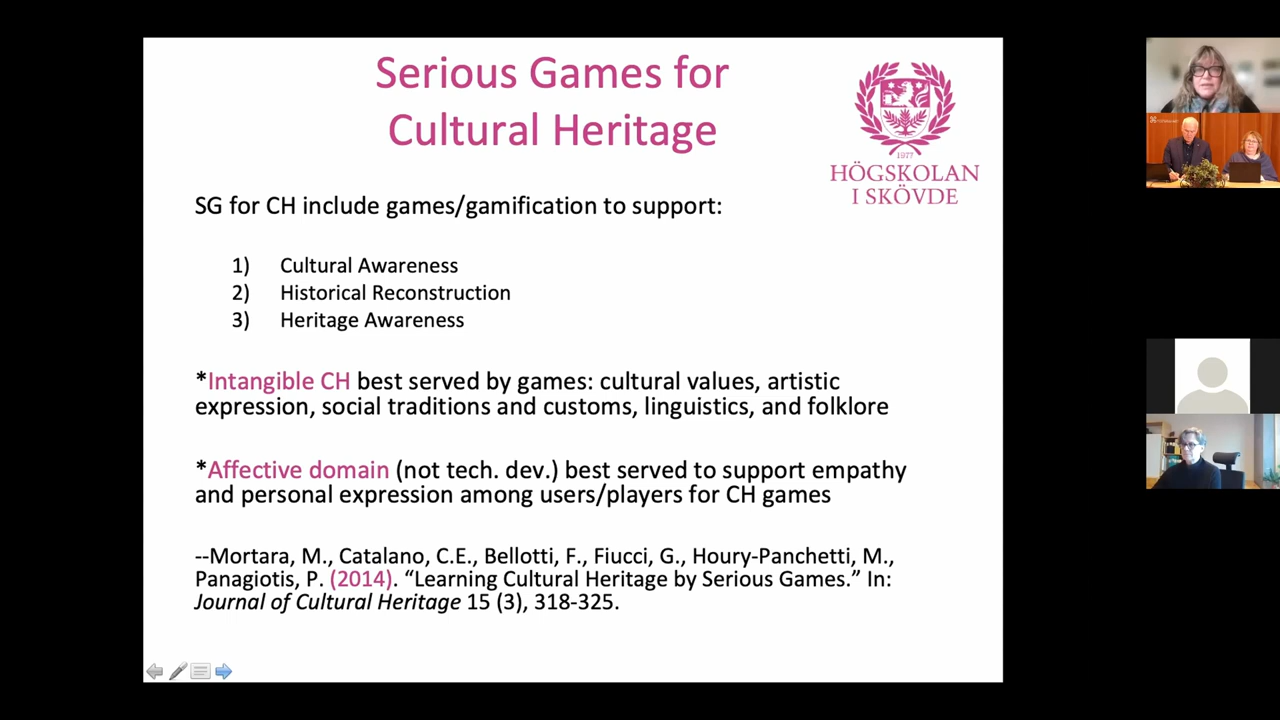 Serious Games for
Cultural Heritage
1977
HÖGSKOLAN
I SKÖVDE
SG for CH include games/gamification to support:
1) Cultural Awareness
2) Historical Reconstruction
3) Heritage Awareness
*Intangible CH best served by games: cultural values, artistic
expression, social traditions and customs, linguistics, and folklore
*Affective domain (not tech. dev.) best served to support empathy
and personal expression among users/players for CH games
--Mortara, M., Catalano, C.E., Bellotti, F., Fiucci, G., Houry-Panchetti, M.,
Panagiotis, P. (2014). “Learning Cultural Heritage by Serious Games.” In:
Journal of Cultural Heritage 15 (3), 318-325.